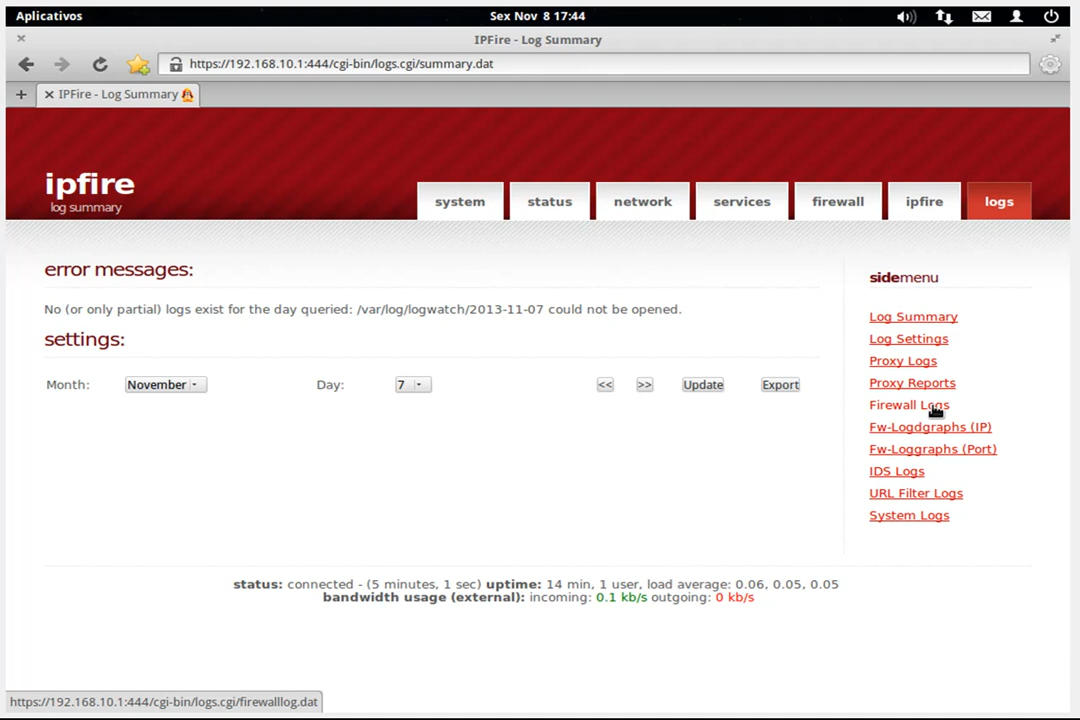 Aplicativos
Sex Nov 8 17:44
IPFire - Log Summary
https://192.168.10.1:444/cgi-bin/logs.cgi/summary.dat
IPFire - Log Summary
ipfire
log summary
system status network services firewall ipfire logs
error messages:
No (or only partial) logs exist for the day queried: /var/log/logwatch/2013-11-07 could not be opened.
settings:
Month: November Day: 7 << >> Update Export
sidemenu
Log Summary
Log Settings
Proxy Logs
Proxy Reports
Firewall Logs
Fw-Logdgraphs (IP)
Fw-Loggraphs (Port)
IDS Logs
URL Filter Logs
System Logs
status: connected - (5 minutes, 1 sec) uptime: 14 min, 1 user, load average: 0.06, 0.05, 0.05
bandwidth usage (external): incoming: 0.1 kb/s outgoing: 0 kb/s
https://192.168.10.1:444/cgi-bin/logs.cgi/firewalllog.dat